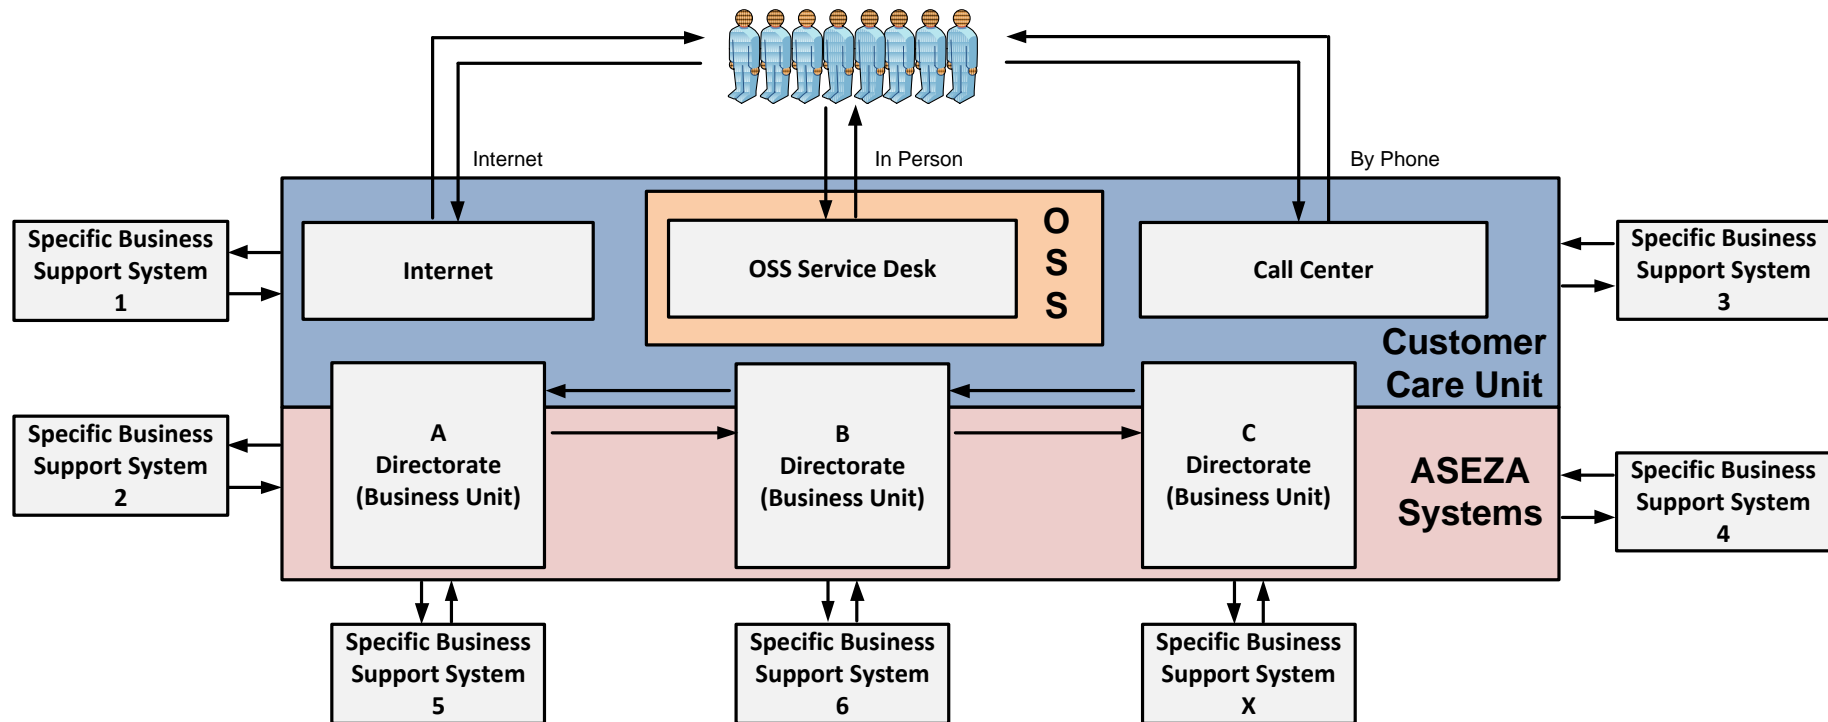 Internet
In Person
By Phone
Specific Business
Support System
1
Internet
OSS Service Desk
O
S
S
Call Center
Specific Business
Support System
3
Customer
Care Unit
Specific Business
Support System
2
A
Directorate
(Business Unit)
B
Directorate
(Business Unit)
C
Directorate
(Business Unit)
ASEZA
Systems
Specific Business
Support System
4
Specific Business
Support System
5
Specific Business
Support System
6
Specific Business
Support System
X